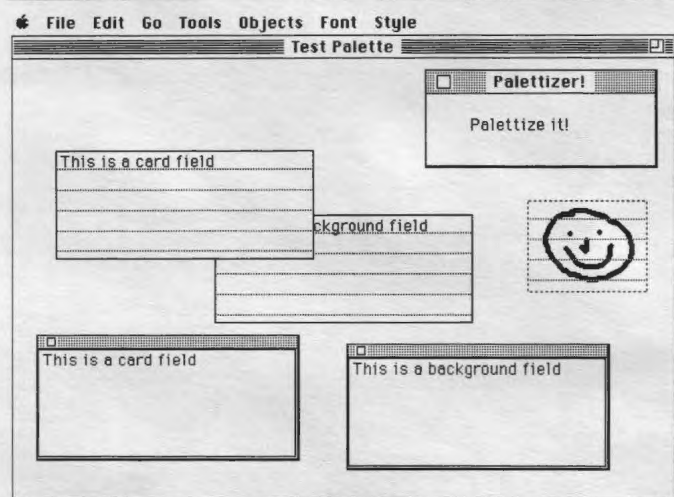 File Edit Go Tools Objects Font Style
Test Palette
Palettizer!
Palettize it!
This is a card field
ckground field
This is a card field
This is a background field